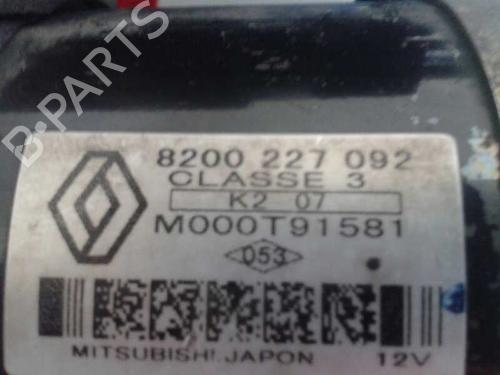 8200 227 092
CLASSE 3
K2 07
M000T91581
053
MITSUBISHI.JAPON 12V
B-PARTS